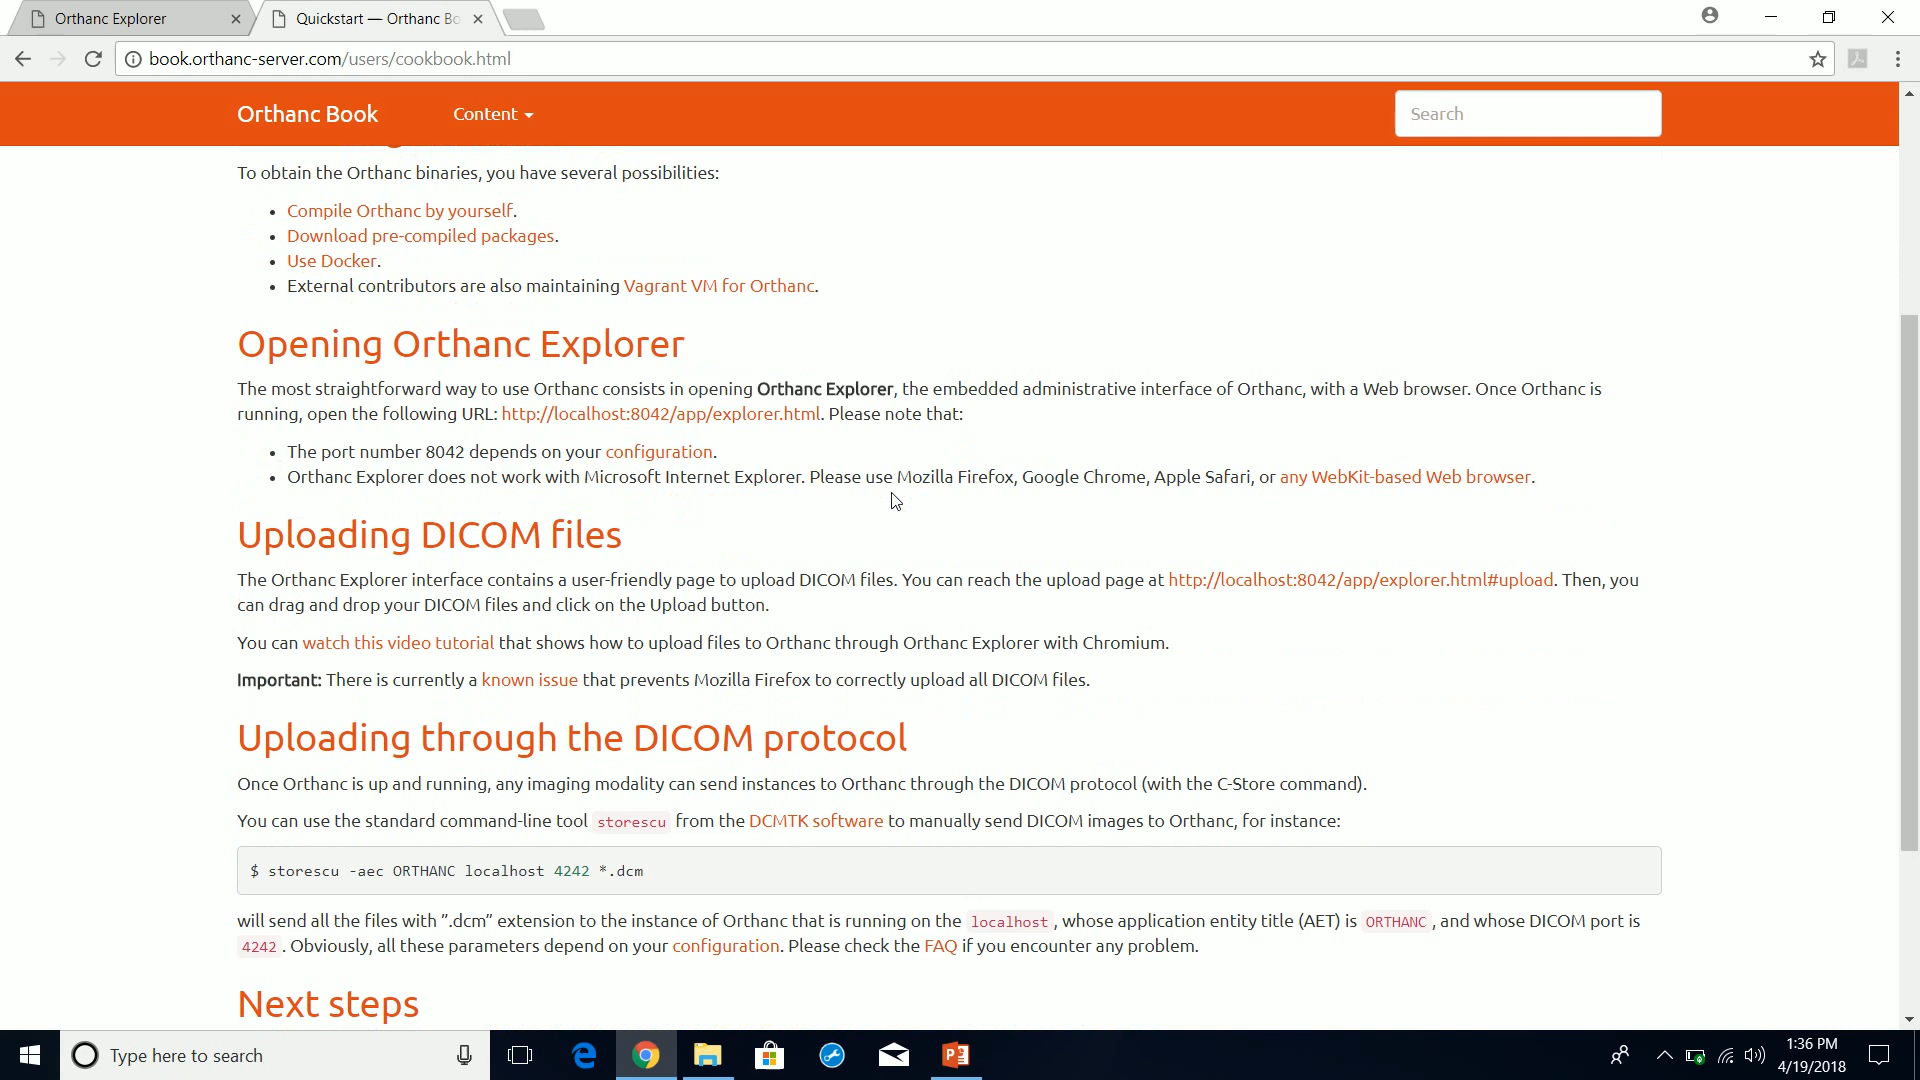 Orthanc Explorer
Quickstart — Orthanc Bo
book.orthanc-server.com/users/cookbook.html
Orthanc Book
Content
Search
To obtain the Orthanc binaries, you have several possibilities:
Compile Orthanc by yourself.
Download pre-compiled packages.
Use Docker.
External contributors are also maintaining Vagrant VM for Orthanc.
Opening Orthanc Explorer
The most straightforward way to use Orthanc consists in opening Orthanc Explorer, the embedded administrative interface of Orthanc, with a Web browser. Once Orthanc is
running, open the following URL: http://localhost:8042/app/explorer.html. Please note that:
The port number 8042 depends on your configuration.
Orthanc Explorer does not work with Microsoft Internet Explorer. Please use Mozilla Firefox, Google Chrome, Apple Safari, or any WebKit-based Web browser.
Uploading DICOM files
The Orthanc Explorer interface contains a user-friendly page to upload DICOM files. You can reach the upload page at http://localhost:8042/app/explorer.html#upload. Then, you
can drag and drop your DICOM files and click on the Upload button.
You can watch this video tutorial that shows how to upload files to Orthanc through Orthanc Explorer with Chromium.
Important: There is currently a known issue that prevents Mozilla Firefox to correctly upload all DICOM files.
Uploading through the DICOM protocol
Once Orthanc is up and running, any imaging modality can send instances to Orthanc through the DICOM protocol (with the C-Store command).
You can use the standard command-line tool storescu from the DCMTK software to manually send DICOM images to Orthanc, for instance:
$ storescu -aec ORTHANC localhost 4242 *.dcm
will send all the files with ”.dcm” extension to the instance of Orthanc that is running on the localhost, whose application entity title (AET) is ORTHANC, and whose DICOM port is
4242. Obviously, all these parameters depend on your configuration. Please check the FAQ if you encounter any problem.
Next steps
Type here to search
1:36 PM
4/19/2018